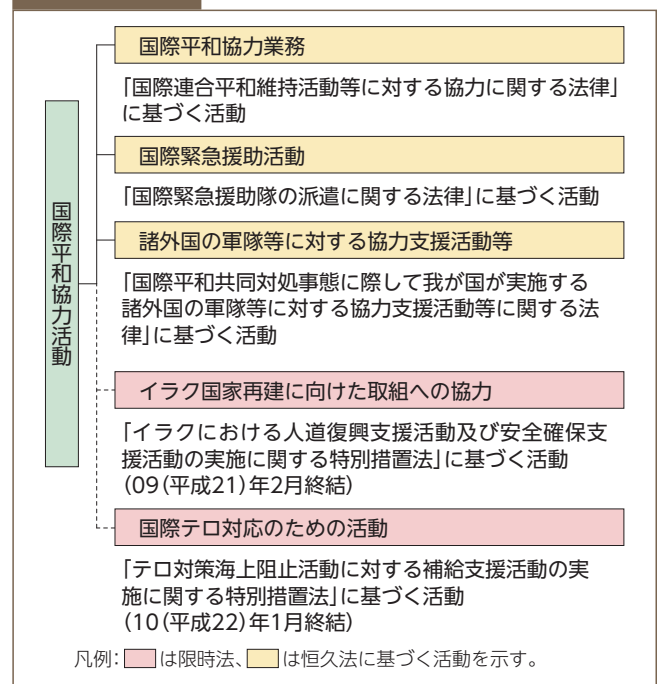 国際平和協力活動
国際平和協力業務
「国際連合平和維持活動等に対する協力に関する法律」
に基づく活動
国際緊急援助活動
「国際緊急援助隊の派遣に関する法律」に基づく活動
諸外国の軍隊等に対する協力支援活動等
「国際平和共同対処事態に際して我が国が実施する
諸外国の軍隊等に対する協力支援活動等に関する法
律」に基づく活動
イラク国家再建に向けた取組への協力
「イラクにおける人道復興支援活動及び安全確保支
援活動の実施に関する特別措置法」に基づく活動
（09（平成21）年2月終結）
国際テロ対応のための活動
「テロ対策海上阻止活動に対する補給支援活動の実
施に関する特別措置法」に基づく活動
（10（平成22）年1月終結）
凡例：は限時法、は恒久法に基づく活動を示す。